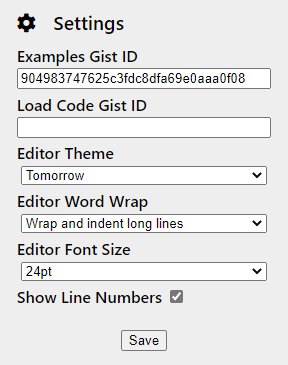 Settings
Examples Gist ID
904983747625c3fdc8dfa69e0aaa0f08
Load Code Gist ID
Editor Theme
Tomorrow
Editor Word Wrap
Wrap and indent long lines
Editor Font Size
24pt
Show Line Numbers
Save